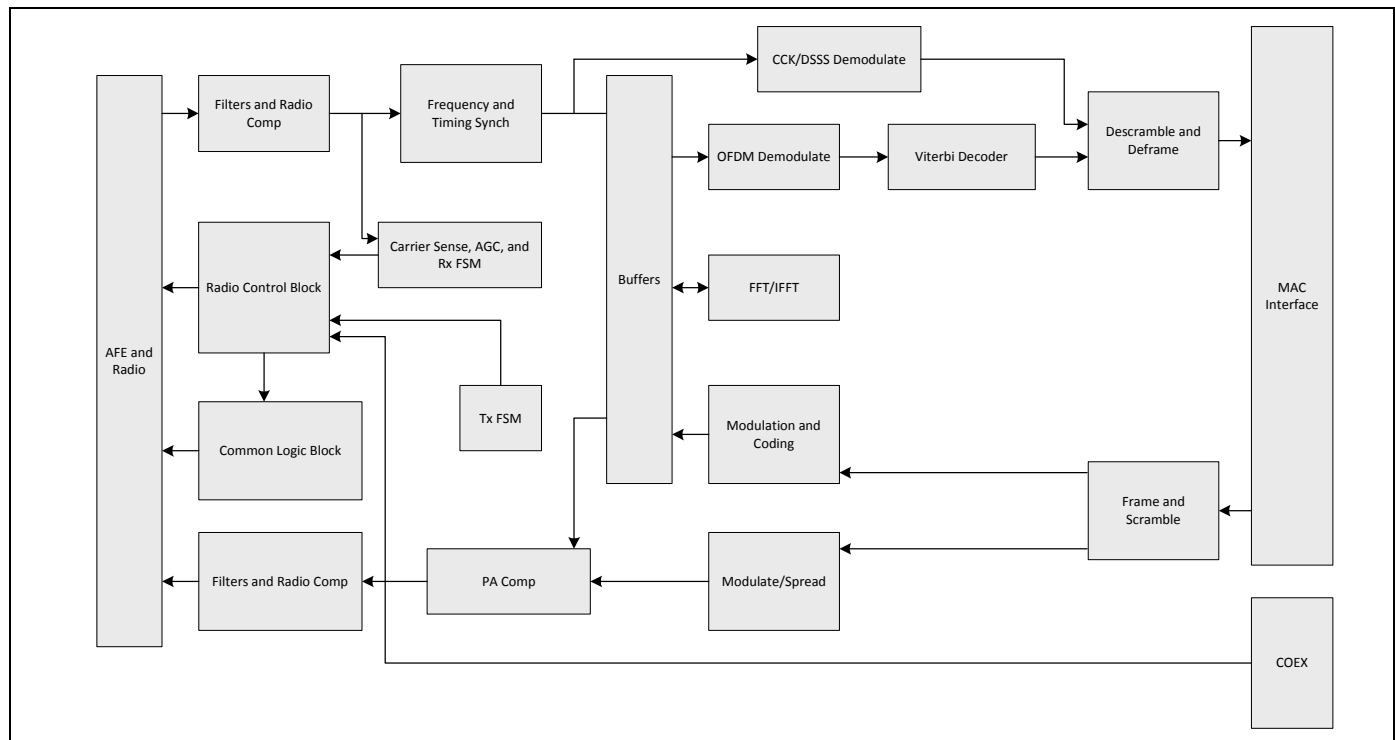 CCK/DSSS Demodulate
Filters and Radio
Comp
Frequency and
Timing Synch
Descramble and
Deframe
OFDM Demodulate
Viterbi Decoder
Carrier Sense, AGC, and
Rx FSM
Radio Control Block
Buffers
FFT/IFFT
MAC
Interface
AFE and
Radio
Tx FSM
Modulation and
Coding
Common Logic Block
Frame and
Scramble
Filters and Radio Comp
PA Comp
Modulate/Spread
COEX